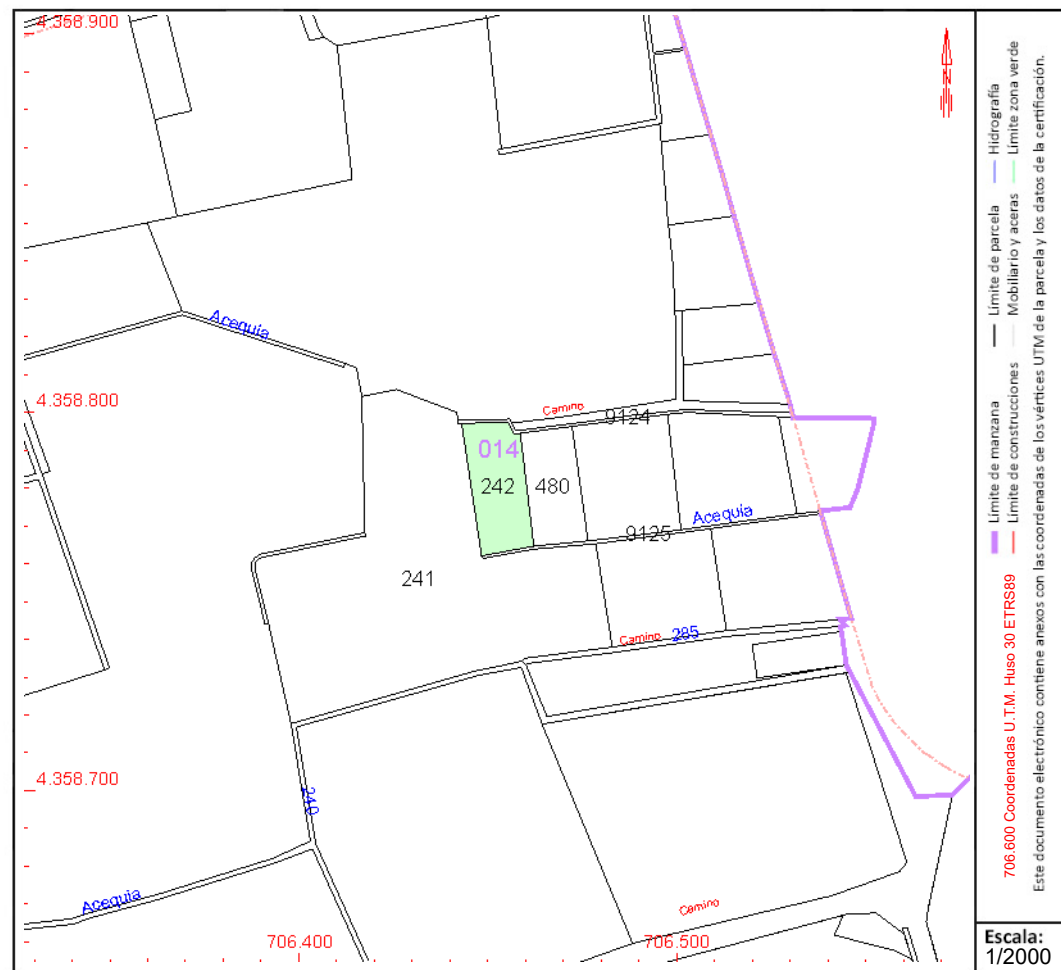 4.358.900
Acequia
4.358.800
Camino
9124
014
242
480
Acequia
9125
241
Camino
285
4.358.700
240
Acequia
Camino
706.400
706.500
N
Límite de manzana
Límite de parcela
Hidrografía
Límite de construcciones
Mobiliario y aceras
Límite zona verde
706.600 Coordenadas U.T.M. Huso 30 ETRS89
Este documento electrónico contiene anexos con las coordenadas de los vértices UTM de la parcela y los datos de la certificación.
Escala:
1/2000